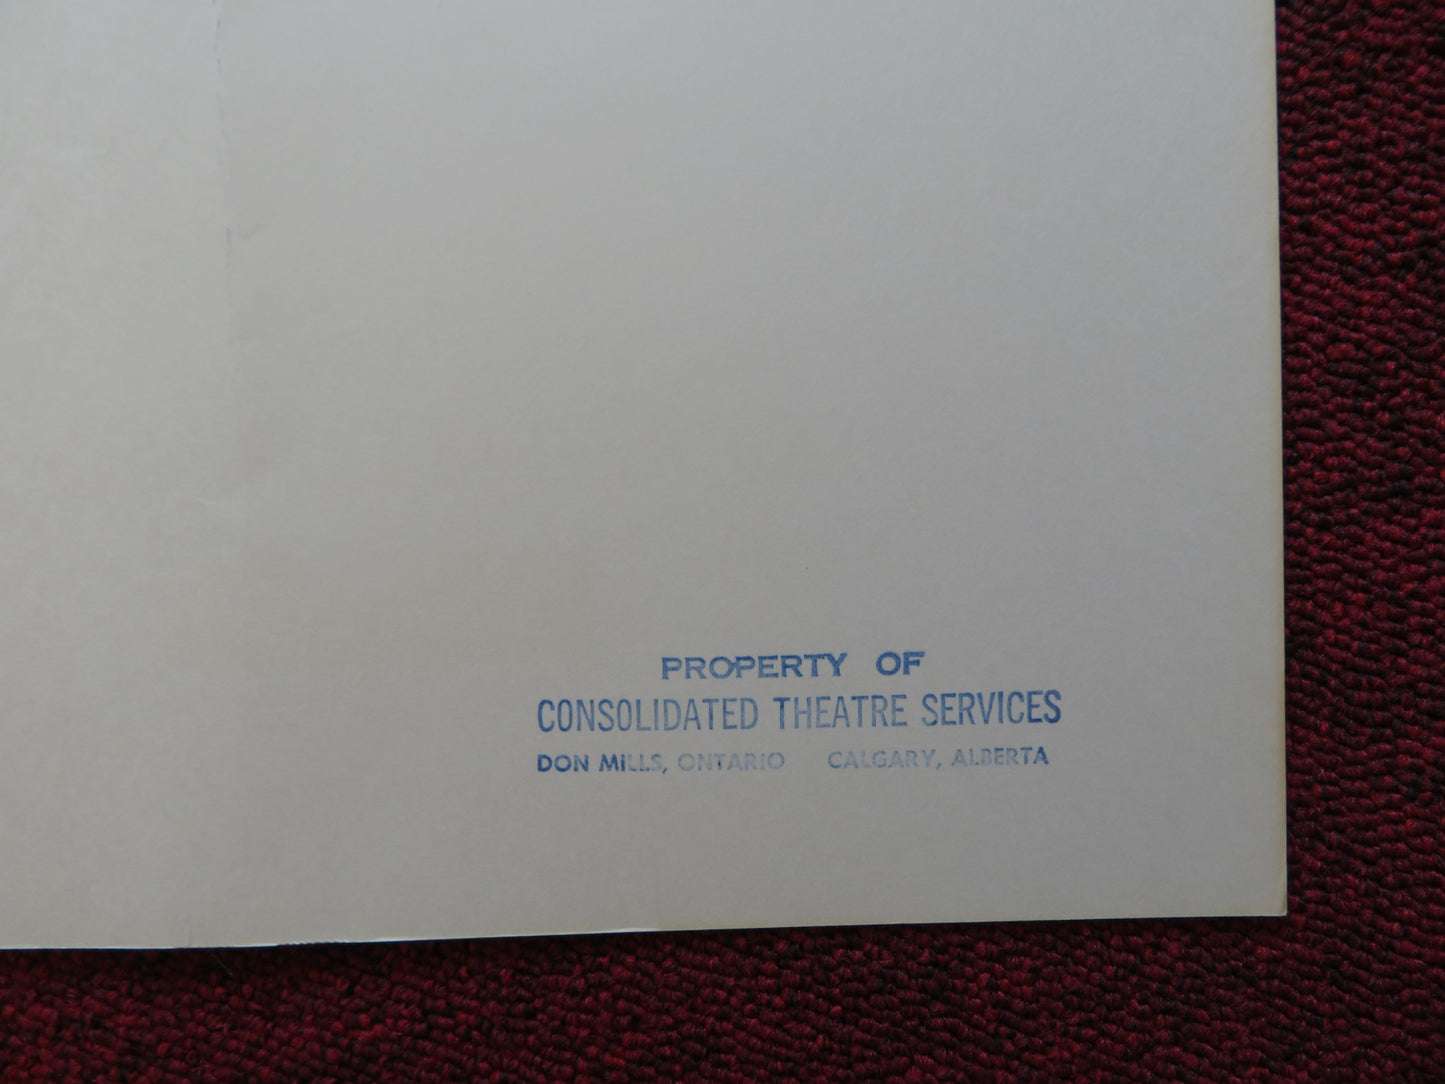 PROPERTY OF
CONSOLIDATED THEATRE SERVICES
DON MILLS, ONTARIO CALGARY, ALBERTA